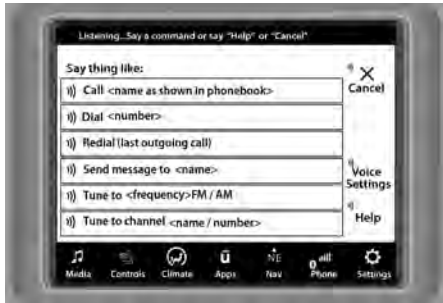 Listening...Say a command or say "Help" or "Cancel"
Say thing like:
Call <name as shown in phonebook>
Dial <number>
Redial (last outgoing call)
Send message to <name>
Tune to <frequency>FM / AM
Tune to channel <name / number>
Cancel
Voice
Settings
Help
NE
Media Controls Climate Apps Nav Phone Settings